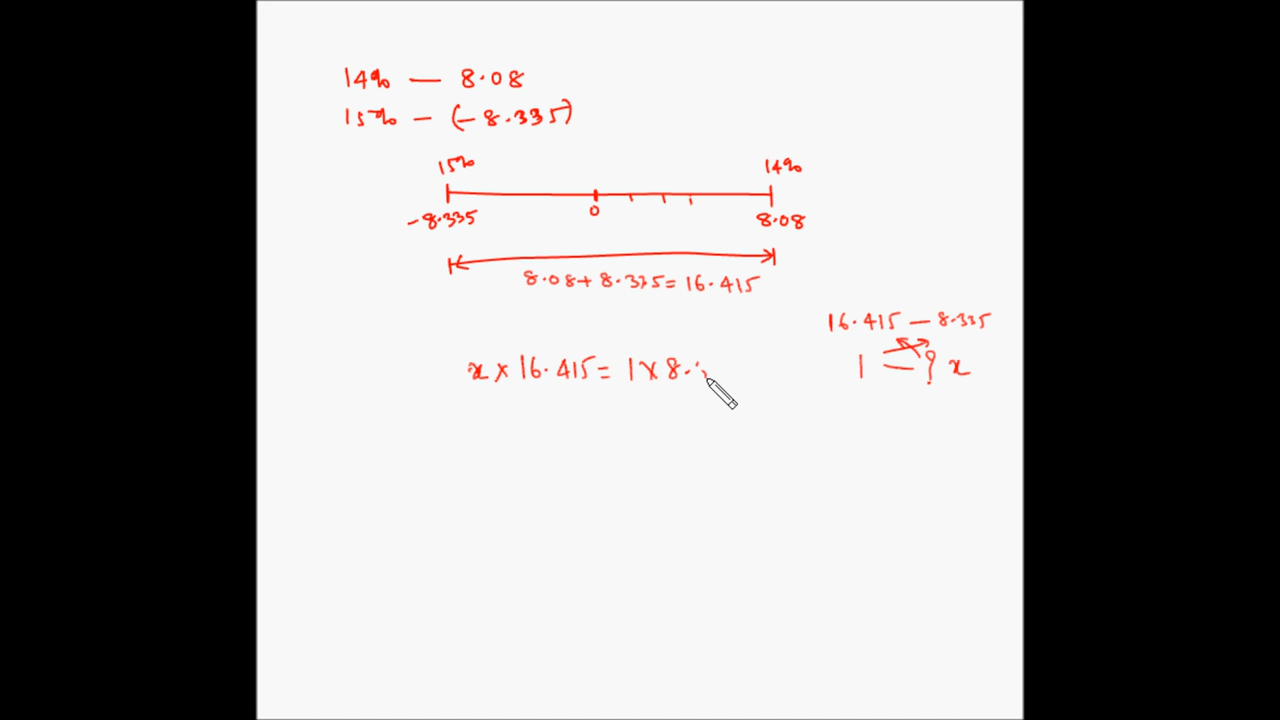 14% — 8.08
15% — (-8.335)
15% 14%
-8.335 0 8.08
8.08 + 8.335 = 16.415
16.415 — 8.335
1 — ? x
x × 16.415 = 1 × 8.